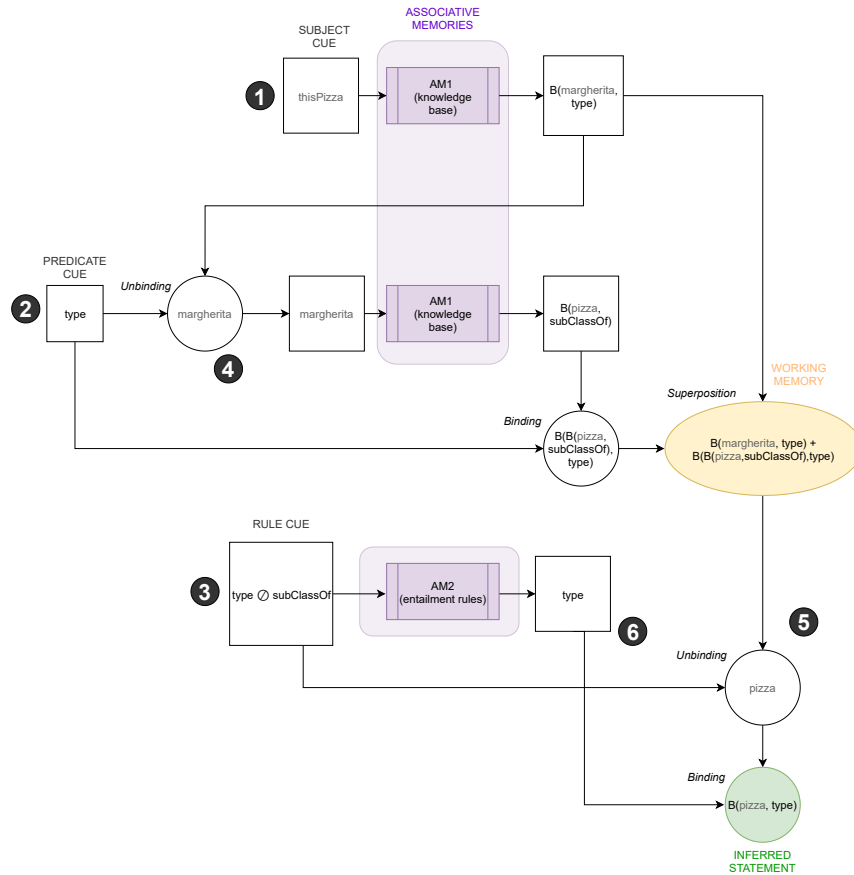 ASSOCIATIVE
MEMORIES
SUBJECT
CUE
1
thisPizza
AM1
(knowledge
base)
B(margherita,
type)
PREDICATE
CUE
2
type
Unbinding
margherita
4
margherita
AM1
(knowledge
base)
B(pizza,
subClassOf)
WORKING
MEMORY
Superposition
Binding
B(B(pizza,
subClassOf),
type)
B(margherita, type) +
B(B(pizza,subClassOf),type)
RULE CUE
3
type ⊘ subClassOf
AM2
(entailment rules)
type
6
5
Unbinding
pizza
Binding
B(pizza, type)
INFERRED
STATEMENT